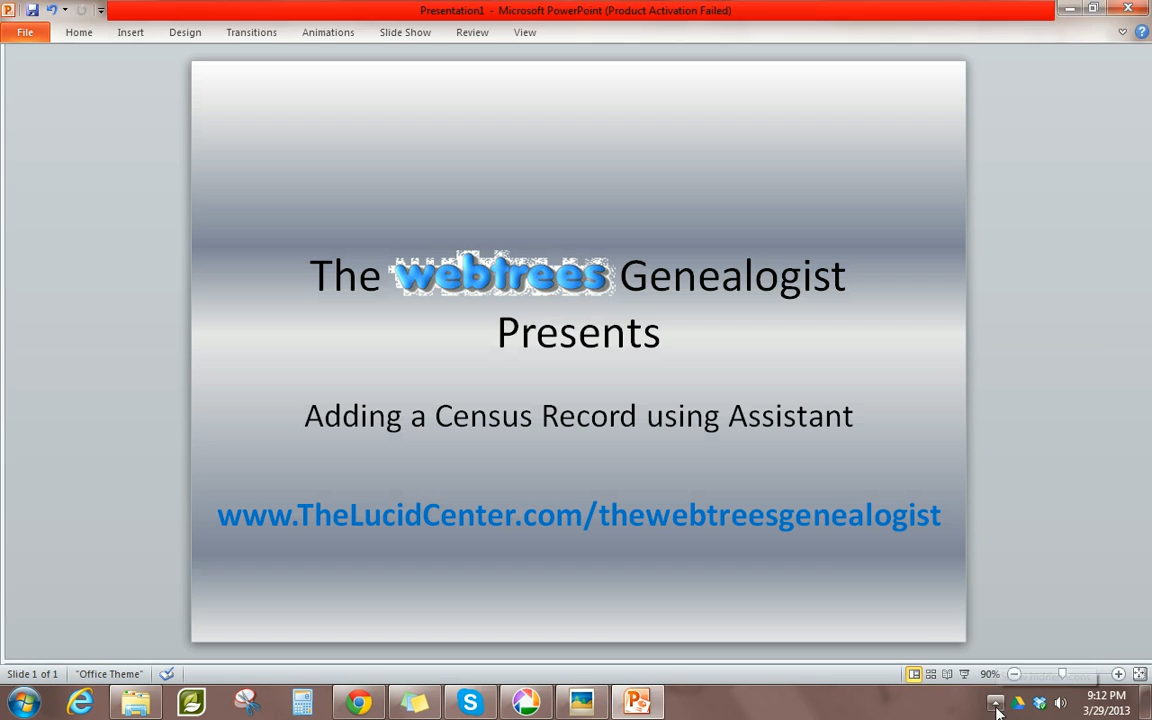 Presentation1 - Microsoft PowerPoint (Product Activation Failed)
File Home Insert Design Transitions Animations Slide Show Review View
The webtrees Genealogist
Presents
Adding a Census Record using Assistant
www.TheLucidCenter.com/thewebtreesgenealogist
Slide 1 of 1 "Office Theme" 90%
9:12 PM
3/29/2013